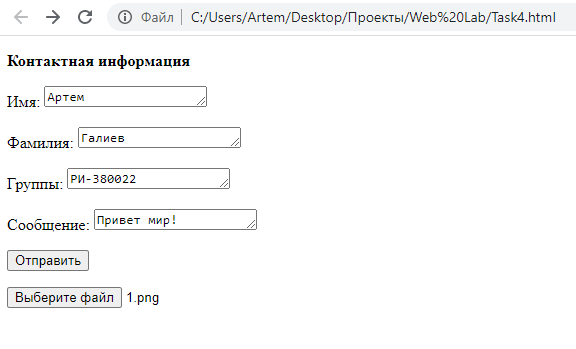 Файл C:/Users/Artem/Desktop/Проекты/Web%20Lab/Task4.html
Контактная информация
Имя: Артем
Фамилия: Галиев
Группы: РИ-380022
Сообщение: Привет мир!
Отправить
Выберите файл 1.png